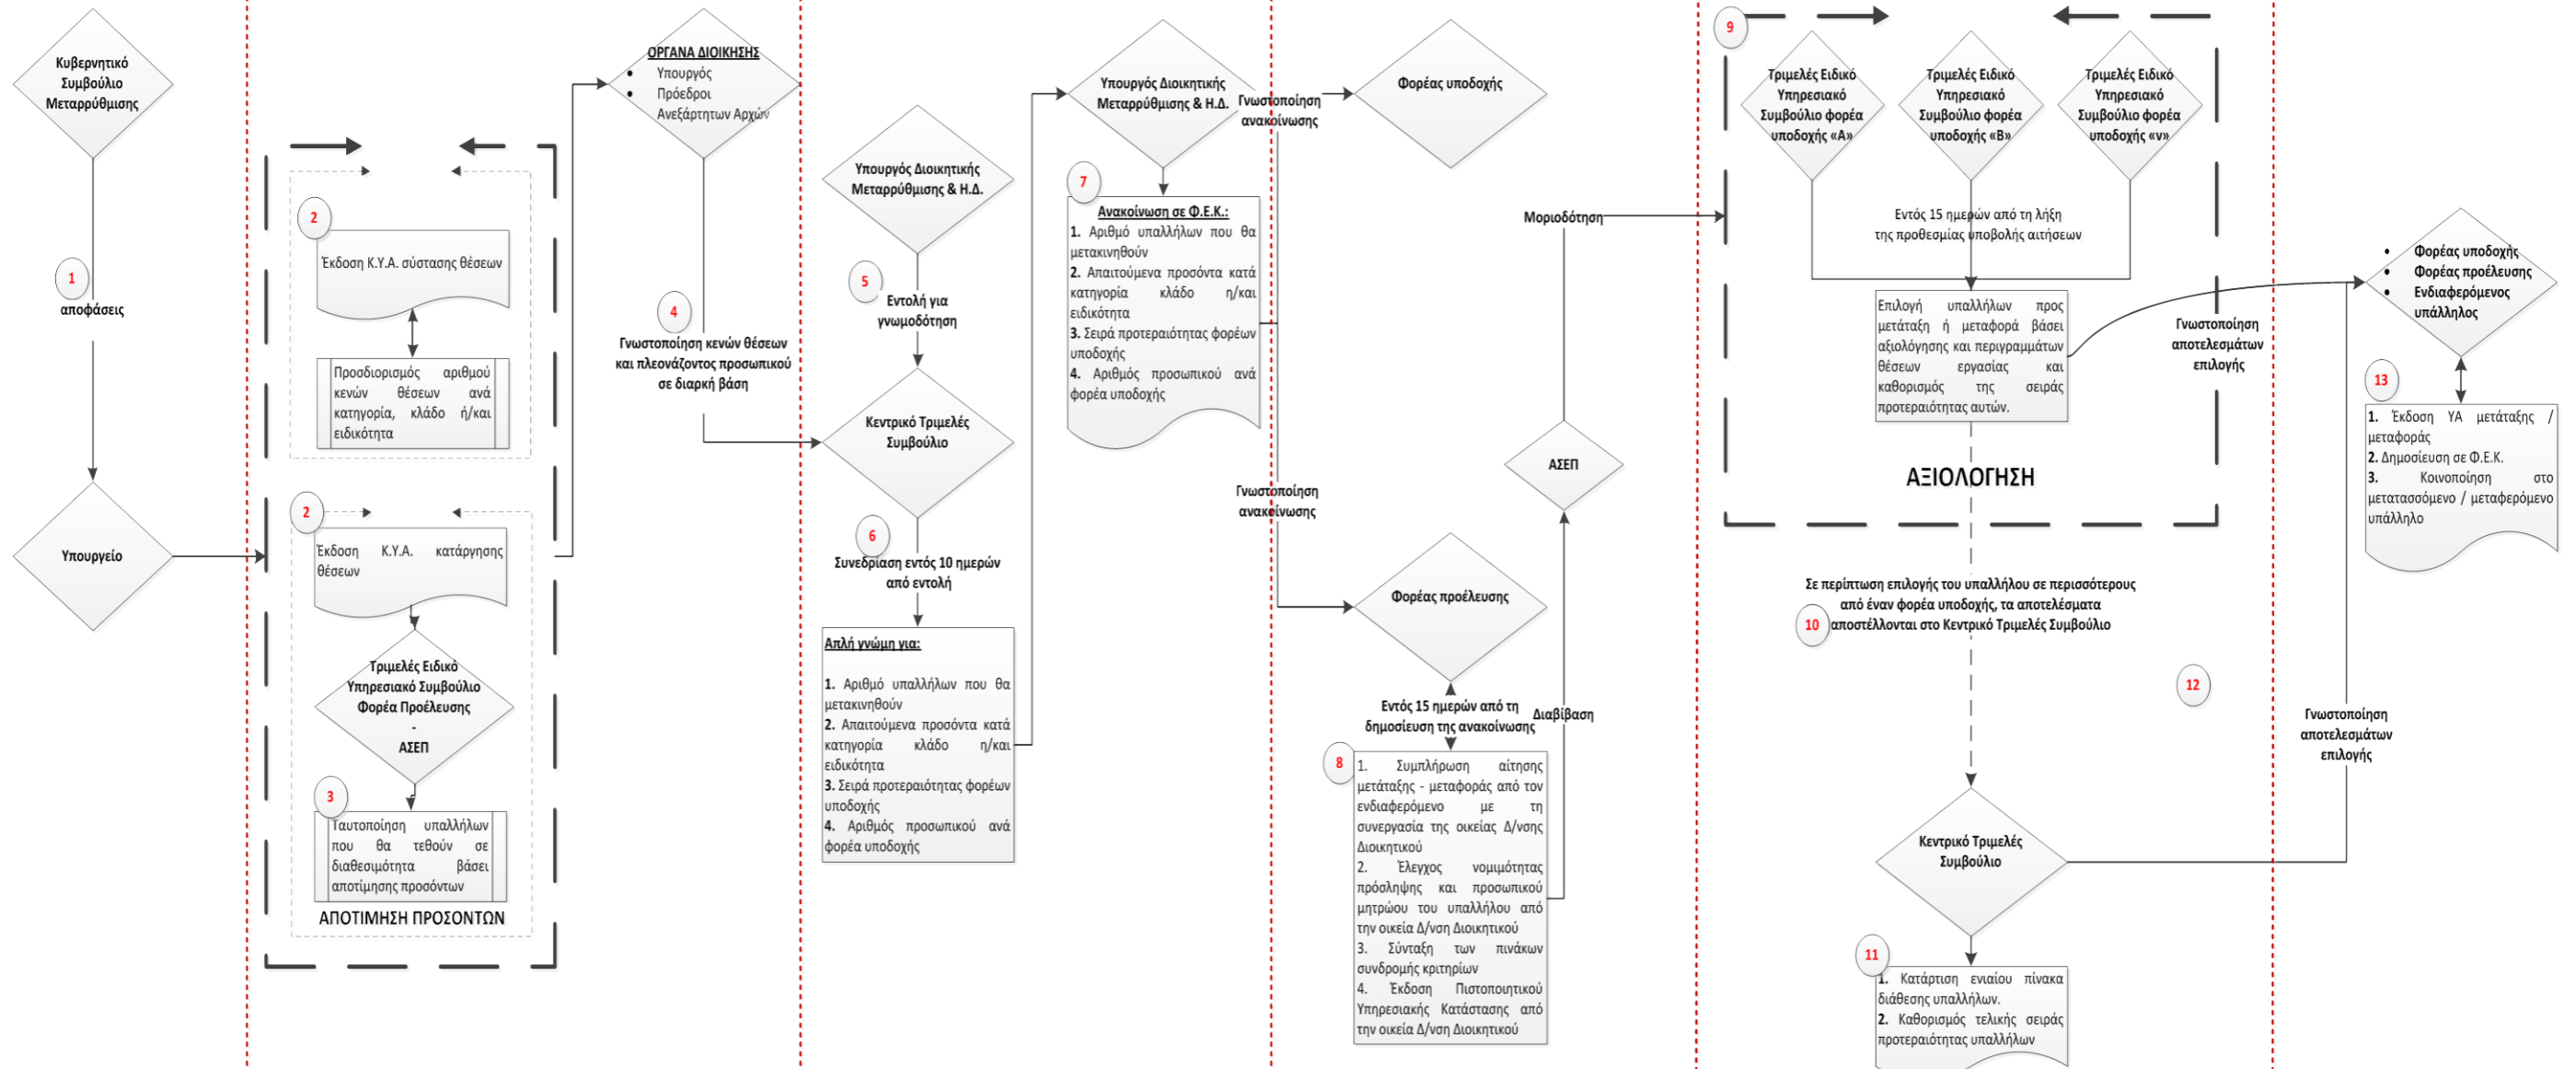 Κυβερνητικό
Συμβούλιο
Μεταρρύθμισης
1
αποφάσεις
Υπουργείο
2
Έκδοση Κ.Υ.Α. σύστασης θέσεων
Προσδιορισμός αριθμού
κενών θέσεων ανά
κατηγορία, κλάδο ή/και
ειδικότητα
2
Έκδοση Κ.Υ.Α. κατάργησης
θέσεων
Τριμελές Ειδικό
Υπηρεσιακό Συμβούλιο
Φορέα Προέλευσης
-
ΑΣΕΠ
3
Ταυτοποίηση υπαλλήλων
που θα τεθούν σε
διαθεσιμότητα βάσει
αποτίμησης προσόντων
ΑΠΟΤΙΜΗΣΗ ΠΡΟΣΟΝΤΩΝ
ΟΡΓΑΝΑ ΔΙΟΙΚΗΣΗΣ
• Υπουργός
• Πρόεδροι
Ανεξάρτητων Αρχών
4
Γνωστοποίηση κενών θέσεων
και πλεονάζοντος προσωπικού
σε διαρκή βάση
Υπουργός Διοικητικής
Μεταρρύθμισης & Η.Δ.
5
Εντολή για
γνωμοδότηση
Κεντρικό Τριμελές
Συμβούλιο
6
Συνεδρίαση εντός 10 ημερών
από εντολή
Απλή γνώμη για:
1. Αριθμό υπαλλήλων που θα
μετακινηθούν
2. Απαιτούμενα προσόντα κατά
κατηγορία κλάδο η/και
ειδικότητα
3. Σειρά προτεραιότητας φορέων
υποδοχής
4. Αριθμός προσωπικού ανά
φορέα υποδοχής
Υπουργός Διοικητικής
Μεταρρύθμισης & Η.Δ.
7
Ανακοίνωση σε Φ.Ε.Κ.:
1. Αριθμό υπαλλήλων που θα
μετακινηθούν
2. Απαιτούμενα προσόντα κατά
κατηγορία κλάδο η/και
ειδικότητα
3. Σειρά προτεραιότητας φορέων
υποδοχής
4. Αριθμός προσωπικού ανά
φορέα υποδοχής
Γνωστοποίηση
ανακοίνωσης
Φορέας υποδοχής
Γνωστοποίηση
ανακοίνωσης
Φορέας προέλευσης
Εντός 15 ημερών από τη
δημοσίευση της ανακοίνωσης
8
1. Συμπλήρωση αίτησης
μετάταξης - μεταφοράς από τον
ενδιαφερόμενο με τη
συνεργασία της οικείας Δ/νσης
Διοικητικού
2. Έλεγχος νομιμότητας
πρόσληψης και προσωπικού
μητρώου του υπαλλήλου από
την οικεία Δ/νση Διοικητικού
3. Σύνταξη των πινάκων
συνδρομής κριτηρίων
4. Έκδοση Πιστοποιητικού
Υπηρεσιακής Κατάστασης από
την οικεία Δ/νση Διοικητικού
Διαβίβαση
ΑΣΕΠ
Μοριοδότηση
9
Τριμελές Ειδικό
Υπηρεσιακό
Συμβούλιο φορέα
υποδοχής «Α»
Τριμελές Ειδικό
Υπηρεσιακό
Συμβούλιο φορέα
υποδοχής «Β»
Τριμελές Ειδικό
Υπηρεσιακό
Συμβούλιο φορέα
υποδοχής «ν»
Εντός 15 ημερών από τη λήξη
της προθεσμίας υποβολής αιτήσεων
Επιλογή υπαλλήλων προς
μετάταξη ή μεταφορά βάσει
αξιολόγησης και περιγραμμάτων
θέσεων εργασίας και
καθορισμός της σειράς
προτεραιότητας αυτών.
ΑΞΙΟΛΟΓΗΣΗ
Σε περίπτωση επιλογής του υπαλλήλου σε περισσότερους
από έναν φορέα υποδοχής, τα αποτελέσματα
10 αποστέλλονται στο Κεντρικό Τριμελές Συμβούλιο
12
Κεντρικό Τριμελές
Συμβούλιο
11
1. Κατάρτιση ενιαίου πίνακα
διάθεσης υπαλλήλων.
2. Καθορισμός τελικής σειράς
προτεραιότητας υπαλλήλων
Γνωστοποίηση
αποτελεσμάτων
επιλογής
Γνωστοποίηση
αποτελεσμάτων
επιλογής
• Φορέας υποδοχής
• Φορέας προέλευσης
• Ενδιαφερόμενος
υπάλληλος
13
1. Έκδοση ΥΑ μετάταξης /
μεταφοράς
2. Δημοσίευση σε Φ.Ε.Κ.
3. Κοινοποίηση στο
μετατασσόμενο / μεταφερόμενο
υπάλληλο